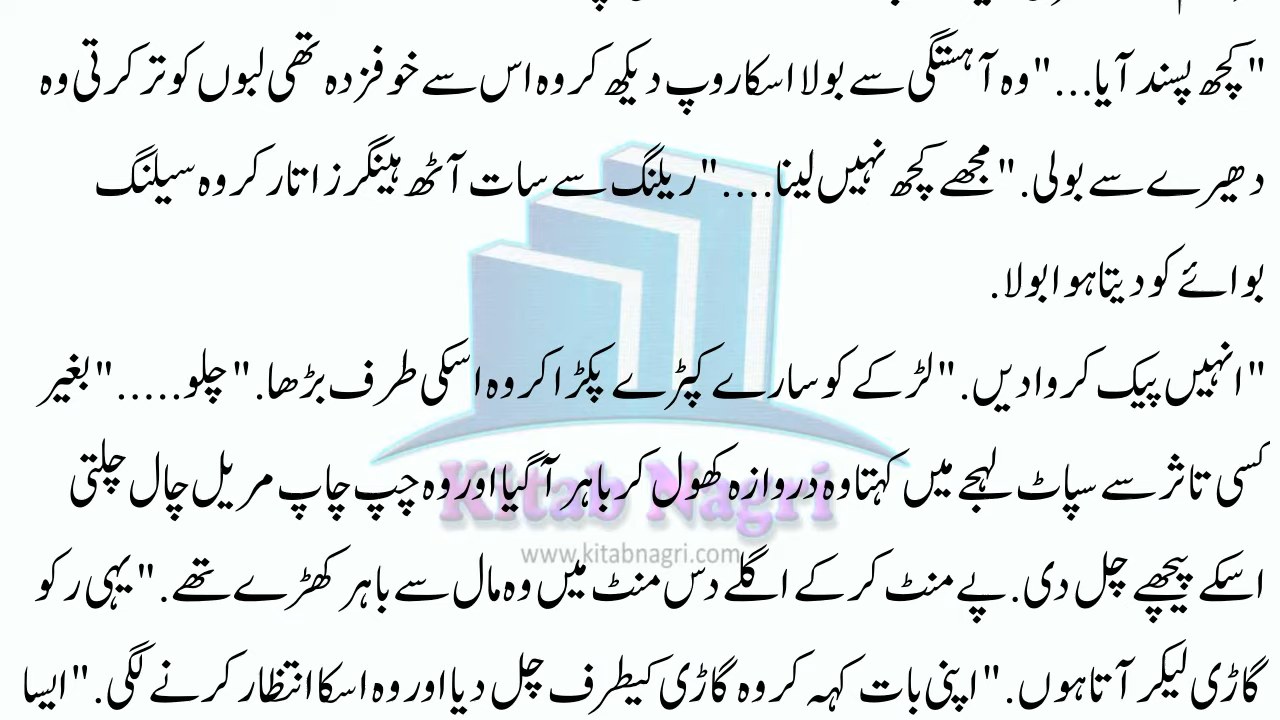 "کچھ پسند آیا..." وہ آہستگی سے بولا اسکا روپ دیکھ کر وہ اس سے خوفزدہ تھی لبوں کو تر کرتی وہ
دھیرے سے بولی. "مجھے کچھ نہیں لینا...." ریلنگ سے سات آٹھ ہینگرز اتار کر وہ سیلنگ
بوائے کو دیتا ہوا بولا.
"انہیں پیک کروا دیں." لڑکے کو سارے کپڑے پکڑا کر وہ اسکی طرف بڑھا. "چلو....." بغیر
کسی تاثر سے سپاٹ لہجے میں کہتا وہ دروازہ کھول کر باہر آگیا اور وہ چپ چاپ مریل چال چلتی
اسکے پیچھے چل دی. پے منٹ کر کے اگلے دس منٹ میں وہ مال سے باہر کھڑے تھے. "یہی رکو
گاڑی لیکر آتا ہوں." اپنی بات کہہ کر وہ گاڑی کیطرف چل دیا اور وہ اسکا انتظار کرنے لگی. "ایسا
Kitab Nagri
www.kitabnagri.com